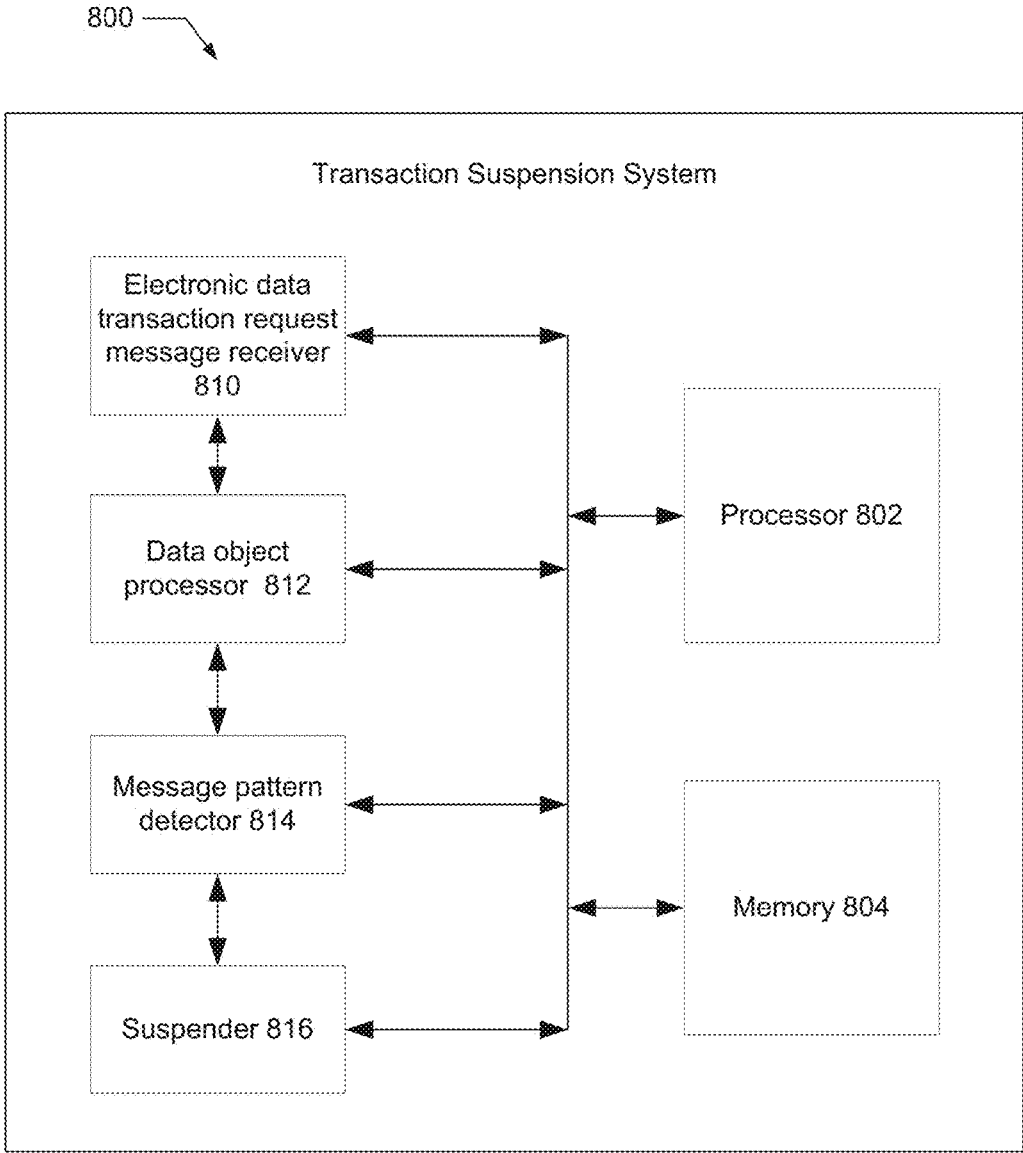 800
Transaction Suspension System
Electronic data
transaction request
message receiver
810
Data object
processor 812
Processor 802
Message pattern
detector 814
Memory 804
Suspender 816